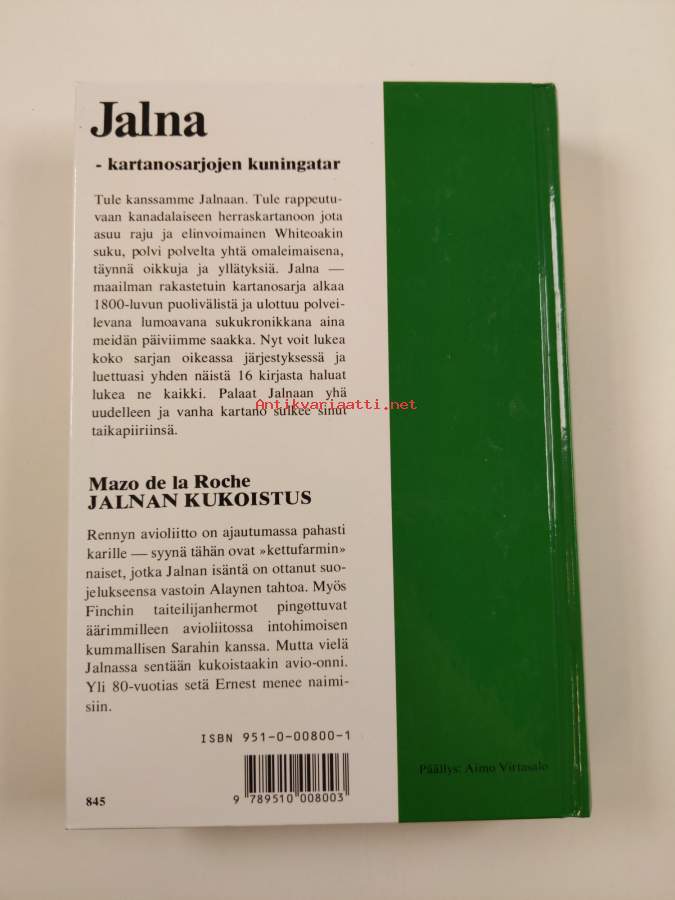 Jalna
- kartanosarjojen kuningatar
Tule kanssamme Jalnaan. Tule rappeutu-
vaan kanadalaiseen herraskartanoon jota
asuu raju ja elinvoimainen Whiteoakin
suku, polvi polvelta yhtä omaleimaisena,
täynnä oikkuja ja yllätyksiä. Jalna —
maailman rakastetuin kartanosarja alkaa
1800-luvun puolivälistä ja ulottuu polvei-
levana lumoavana sukukronikkana aina
meidän päiviimme saakka. Nyt voit lukea
koko sarjan oikeassa järjestyksessä ja
luettuasi yhden näistä 16 kirjasta haluat
lukea ne kaikki. Palaat Jalnaan yhä
uudelleen ja vanha kartano sulkee sinut
taikapiiriinsä.
Antikvariaatti.net
Mazo de la Roche
JALNAN KUKOISTUS
Rennyn avioliitto on ajautumassa pahasti
karille — syynä tähän ovat »kettufarmin»
naiset, jotka Jalnan isäntä on ottanut suo-
jelukseensa vastoin Alaynen tahtoa. Myös
Finchin taiteilijanhermot pingottuvat
äärimmilleen avioliitossa intohimoisen
kummallisen Sarahin kanssa. Mutta vielä
Jalnassa sentään kukoistaakin avio-onni.
Yli 80-vuotias setä Ernest menee naimi-
siin.
ISBN 951-0-00800-1
9 789510 008003
845
Päällys: Aimo Virtasalo